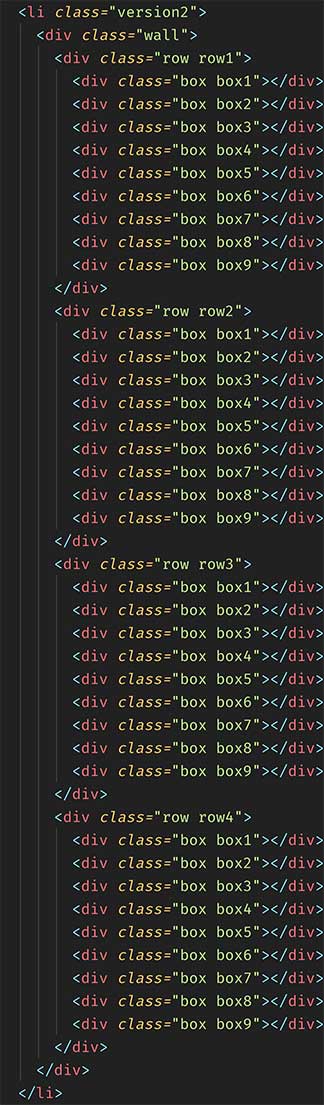 <li class="version2">
<div class="wall">
<div class="row row1">
<div class="box box1"></div>
<div class="box box2"></div>
<div class="box box3"></div>
<div class="box box4"></div>
<div class="box box5"></div>
<div class="box box6"></div>
<div class="box box7"></div>
<div class="box box8"></div>
<div class="box box9"></div>
</div>
<div class="row row2">
<div class="box box1"></div>
<div class="box box2"></div>
<div class="box box3"></div>
<div class="box box4"></div>
<div class="box box5"></div>
<div class="box box6"></div>
<div class="box box7"></div>
<div class="box box8"></div>
<div class="box box9"></div>
</div>
<div class="row row3">
<div class="box box1"></div>
<div class="box box2"></div>
<div class="box box3"></div>
<div class="box box4"></div>
<div class="box box5"></div>
<div class="box box6"></div>
<div class="box box7"></div>
<div class="box box8"></div>
<div class="box box9"></div>
</div>
<div class="row row4">
<div class="box box1"></div>
<div class="box box2"></div>
<div class="box box3"></div>
<div class="box box4"></div>
<div class="box box5"></div>
<div class="box box6"></div>
<div class="box box7"></div>
<div class="box box8"></div>
<div class="box box9"></div>
</div>
</div>
</li>